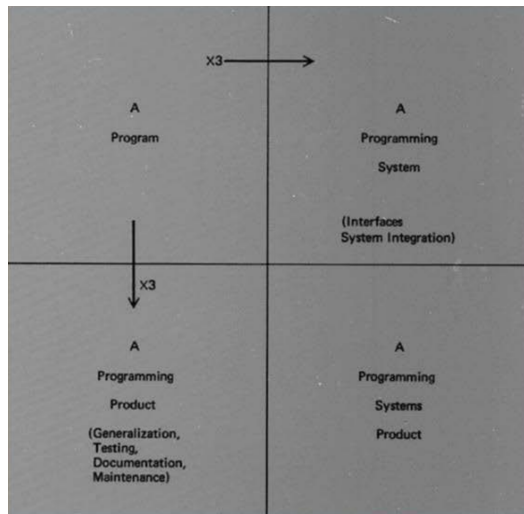 X3
A
Program
A
Programming
System
(Interfaces
System Integration)
X3
A
Programming
Product
(Generalization,
Testing,
Documentation,
Maintenance)
A
Programming
Systems
Product